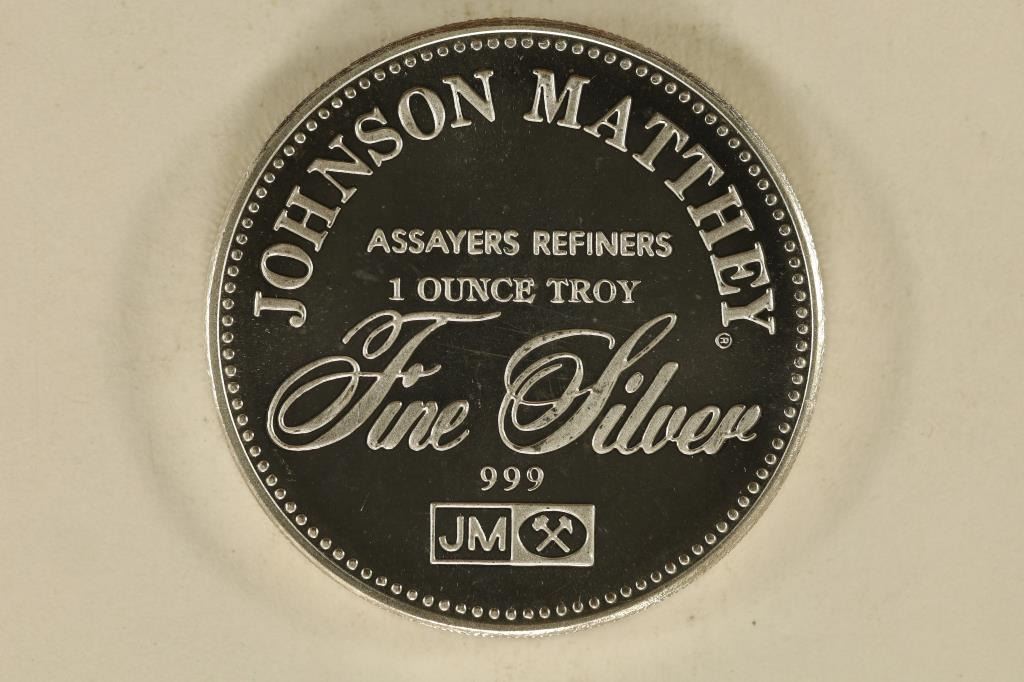 JOHNSON MATTHEY
®
ASSAYERS REFINERS
1 OUNCE TROY
Fine Silver
999
JM